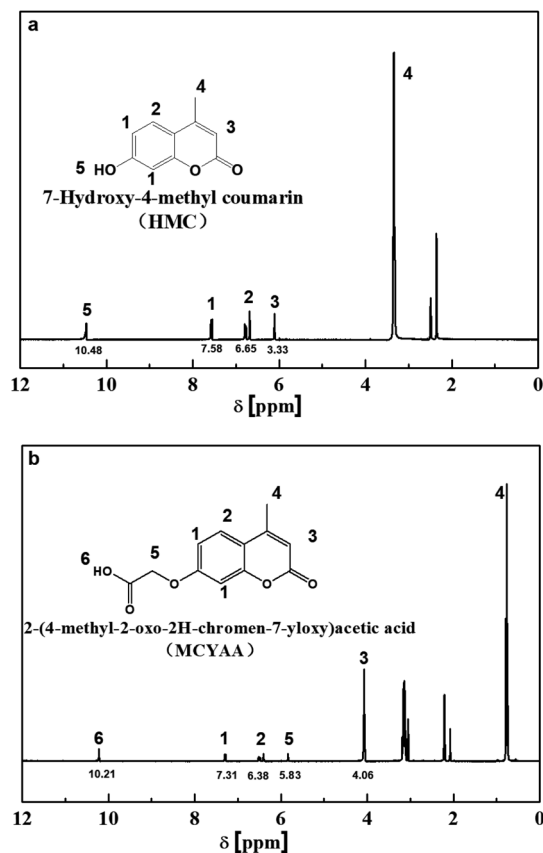 a
4
4
2
1
3
HO
5
O
O
1
7-Hydroxy-4-methyl coumarin
（HMC）
5
1
2
3
10.48
7.58
6.65
3.33
12 10 8 6 4 2 0
δ [ppm]
b
4
4
2
3
1
5
6
HO
O
O
O
O
1
2-(4-methyl-2-oxo-2H-chromen-7-yloxy)acetic acid
（MCYAA）
3
6
1
2
5
10.21
7.31
6.38
5.83
4.06
12 10 8 6 4 2 0
δ [ppm]